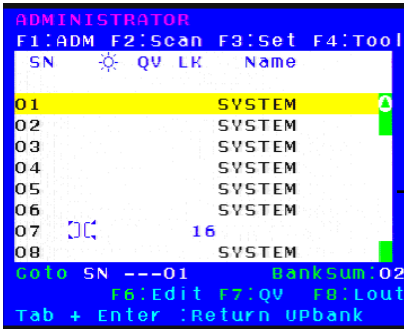 ADMINISTRATOR
F1:ADM F2:Scan F3:Set F4:Tool
SN QV LK Name
01 SYSTEM
02 SYSTEM
03 SYSTEM
04 SYSTEM
05 SYSTEM
06 SYSTEM
07 16
08 SYSTEM
Goto SN ---01 BankSum:02
F6:Edit F7:QV F8:Lout
Tab + Enter :Return UPbank